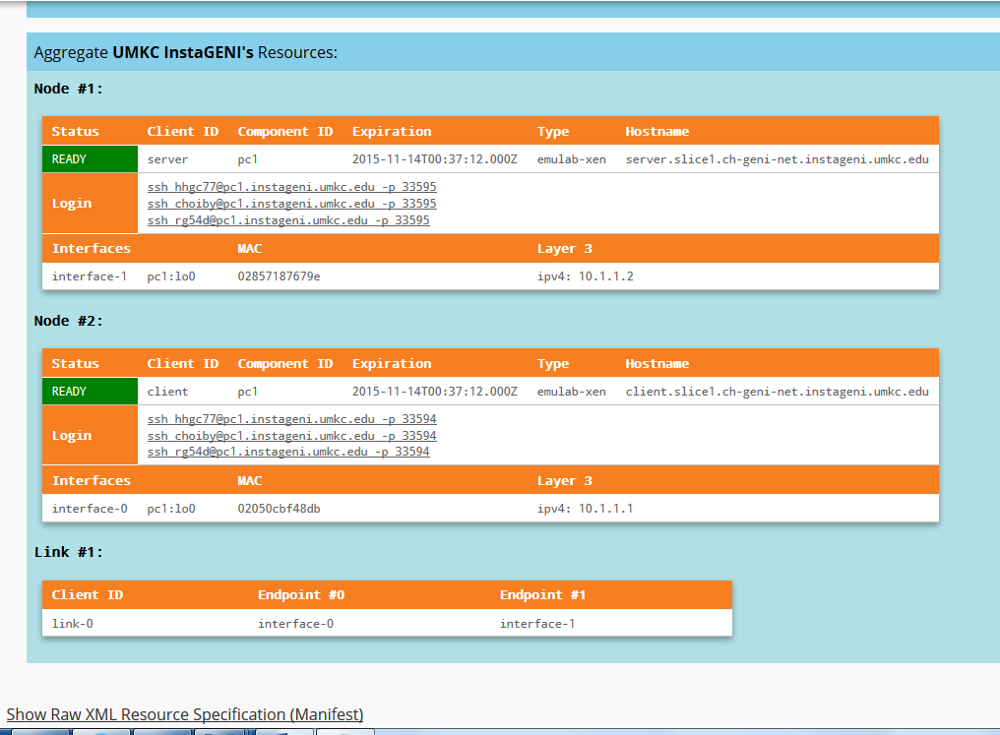 Aggregate UMKC InstaGENI's Resources:
Node #1:
Status Client ID Component ID Expiration Type Hostname
READY server pc1 2015-11-14T00:37:12.000Z emulab-xen server.slice1.ch-geni-net.instageni.umkc.edu
Login
ssh hhgc77@pc1.instageni.umkc.edu -p 33595
ssh choiby@pc1.instageni.umkc.edu -p 33595
ssh rg54d@pc1.instageni.umkc.edu -p 33595
Interfaces MAC Layer 3
interface-1 pc1:lo0 02857187679e ipv4: 10.1.1.2
Node #2:
Status Client ID Component ID Expiration Type Hostname
READY client pc1 2015-11-14T00:37:12.000Z emulab-xen client.slice1.ch-geni-net.instageni.umkc.edu
Login
ssh hhgc77@pc1.instageni.umkc.edu -p 33594
ssh choiby@pc1.instageni.umkc.edu -p 33594
ssh rg54d@pc1.instageni.umkc.edu -p 33594
Interfaces MAC Layer 3
interface-0 pc1:lo0 02050cbf48db ipv4: 10.1.1.1
Link #1:
Client ID Endpoint #0 Endpoint #1
link-0 interface-0 interface-1
Show Raw XML Resource Specification (Manifest)